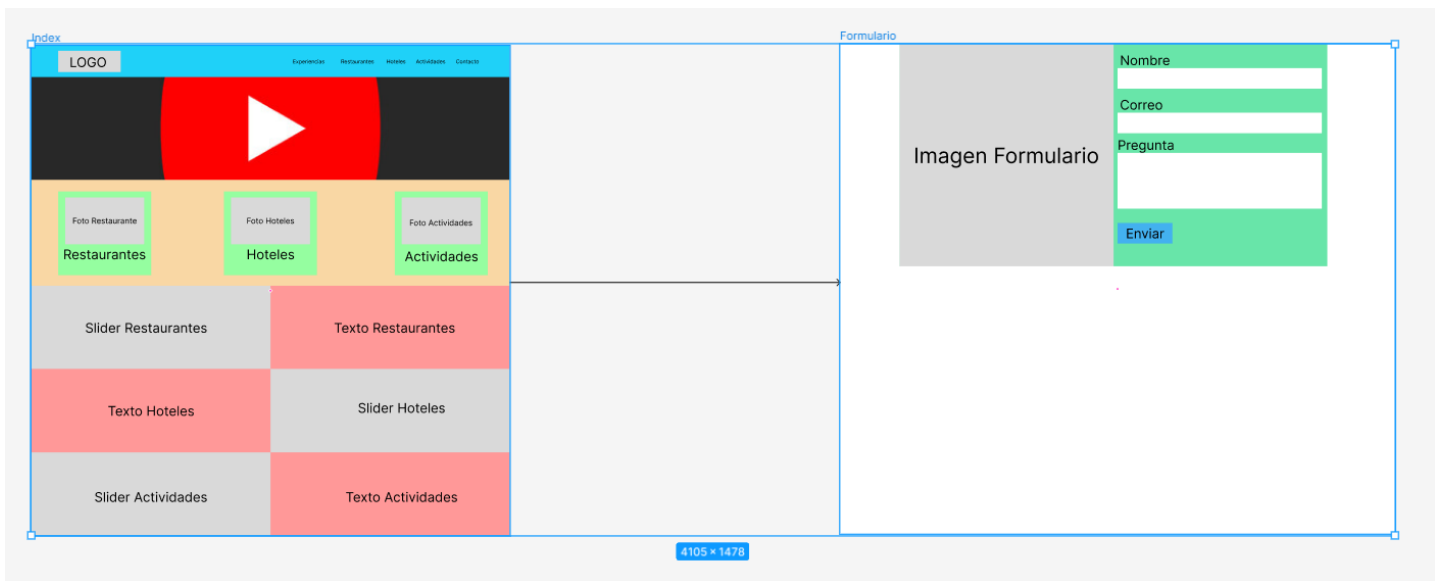 Index
LOGO
Experiencias Restaurantes Hoteles Actividades Contacto
Foto Restaurante
Restaurantes
Foto Hoteles
Hoteles
Foto Actividades
Actividades
Slider Restaurantes
Texto Restaurantes
Texto Hoteles
Slider Hoteles
Slider Actividades
Texto Actividades
Formulario
Imagen Formulario
Nombre
Correo
Pregunta
Enviar
4105 × 1478